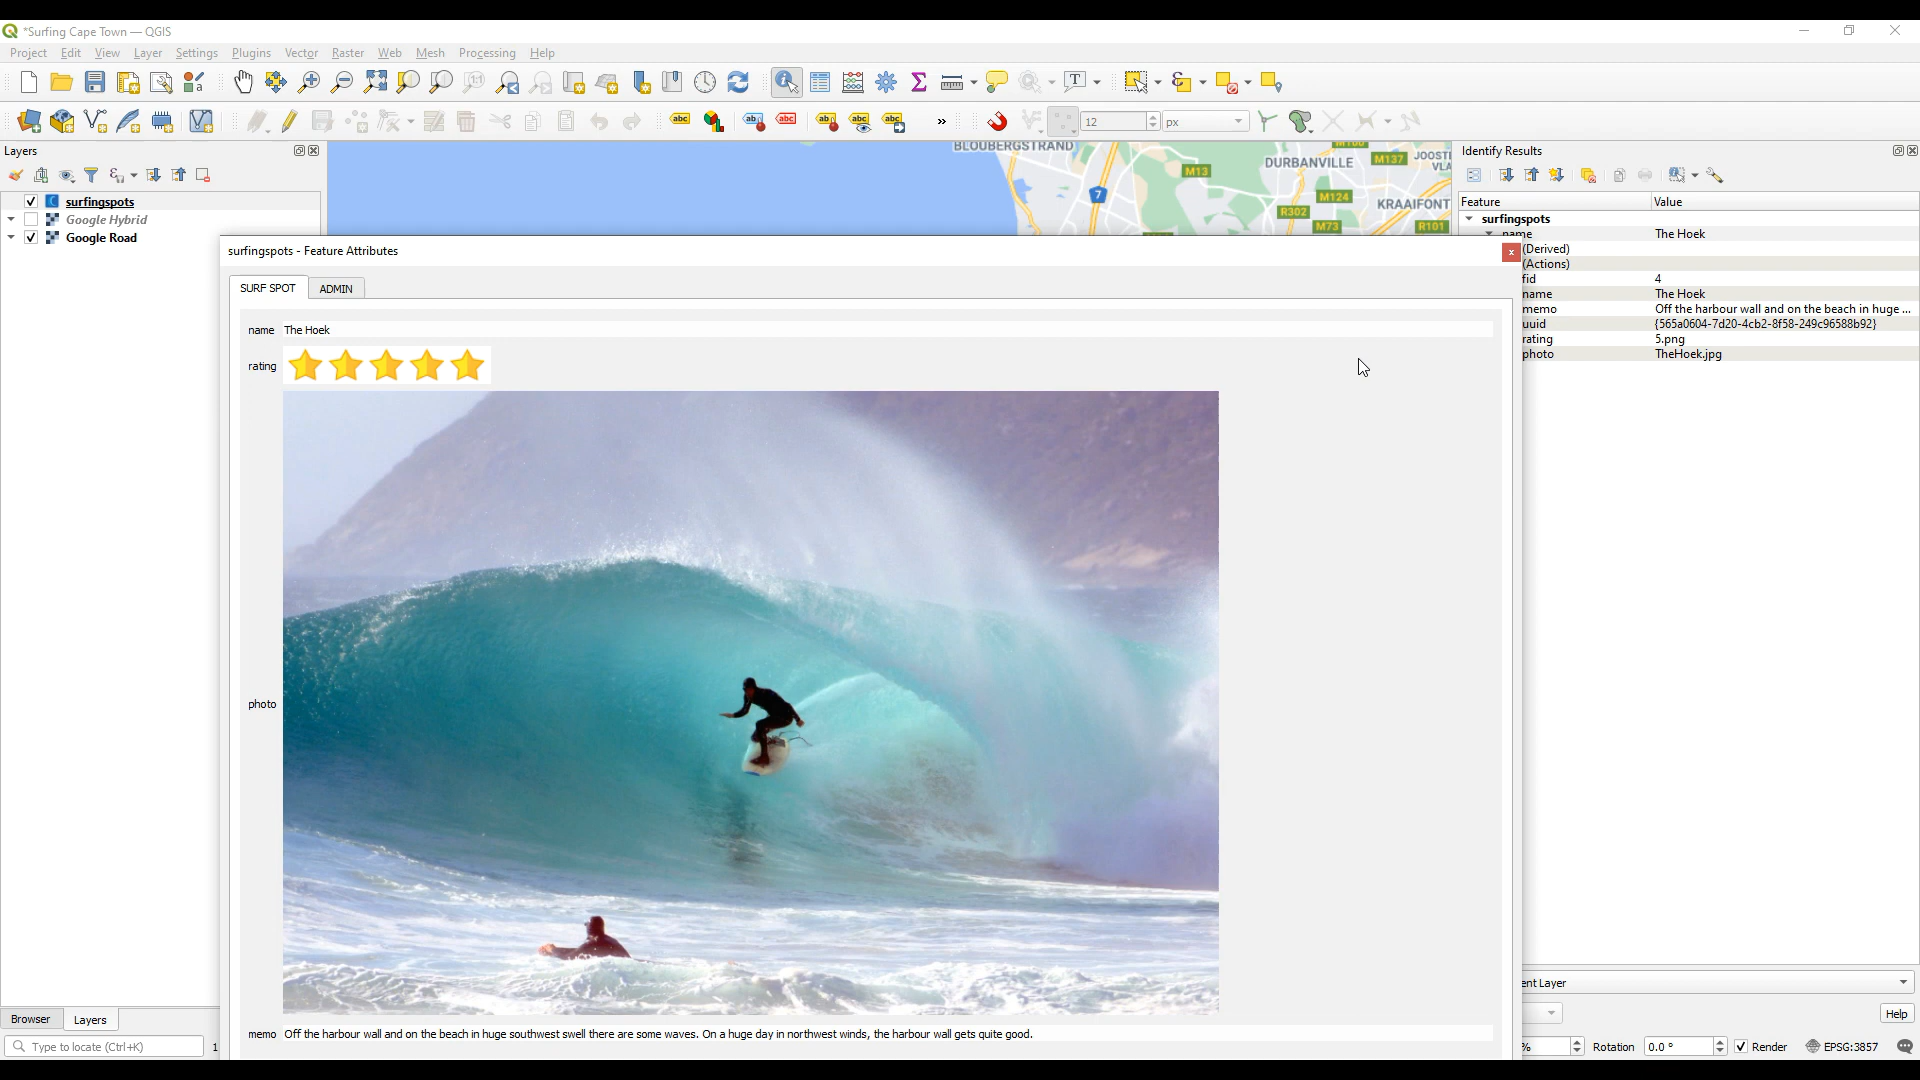 *Surfing Cape Town — QGIS
Project Edit View Layer Settings Plugins Vector Raster Web Mesh Processing Help
12 px
Layers
surfingspots
Google Hybrid
Google Road
BLOUBERGSTRAND
M13
7
DURBANVILLE
M137
M124
KRAAIFONT
R302
M73
R101
Identify Results
Feature Value
surfingspots
name The Hoek
(Derived)
(Actions)
fid 4
name The Hoek
memo Off the harbour wall and on the beach in huge ...
uuid {565a0604-7d20-4cb2-8f58-249c96588b92}
rating 5.png
photo TheHoek.jpg
surfingspots - Feature Attributes
SURF SPOT ADMIN
name The Hoek
rating
photo
memo Off the harbour wall and on the beach in huge southwest swell there are some waves. On a huge day in northwest winds, the harbour wall gets quite good.
ent Layer
Help
Browser Layers
Type to locate (Ctrl+K) 1
% Rotation 0.0 ° Render EPSG:3857